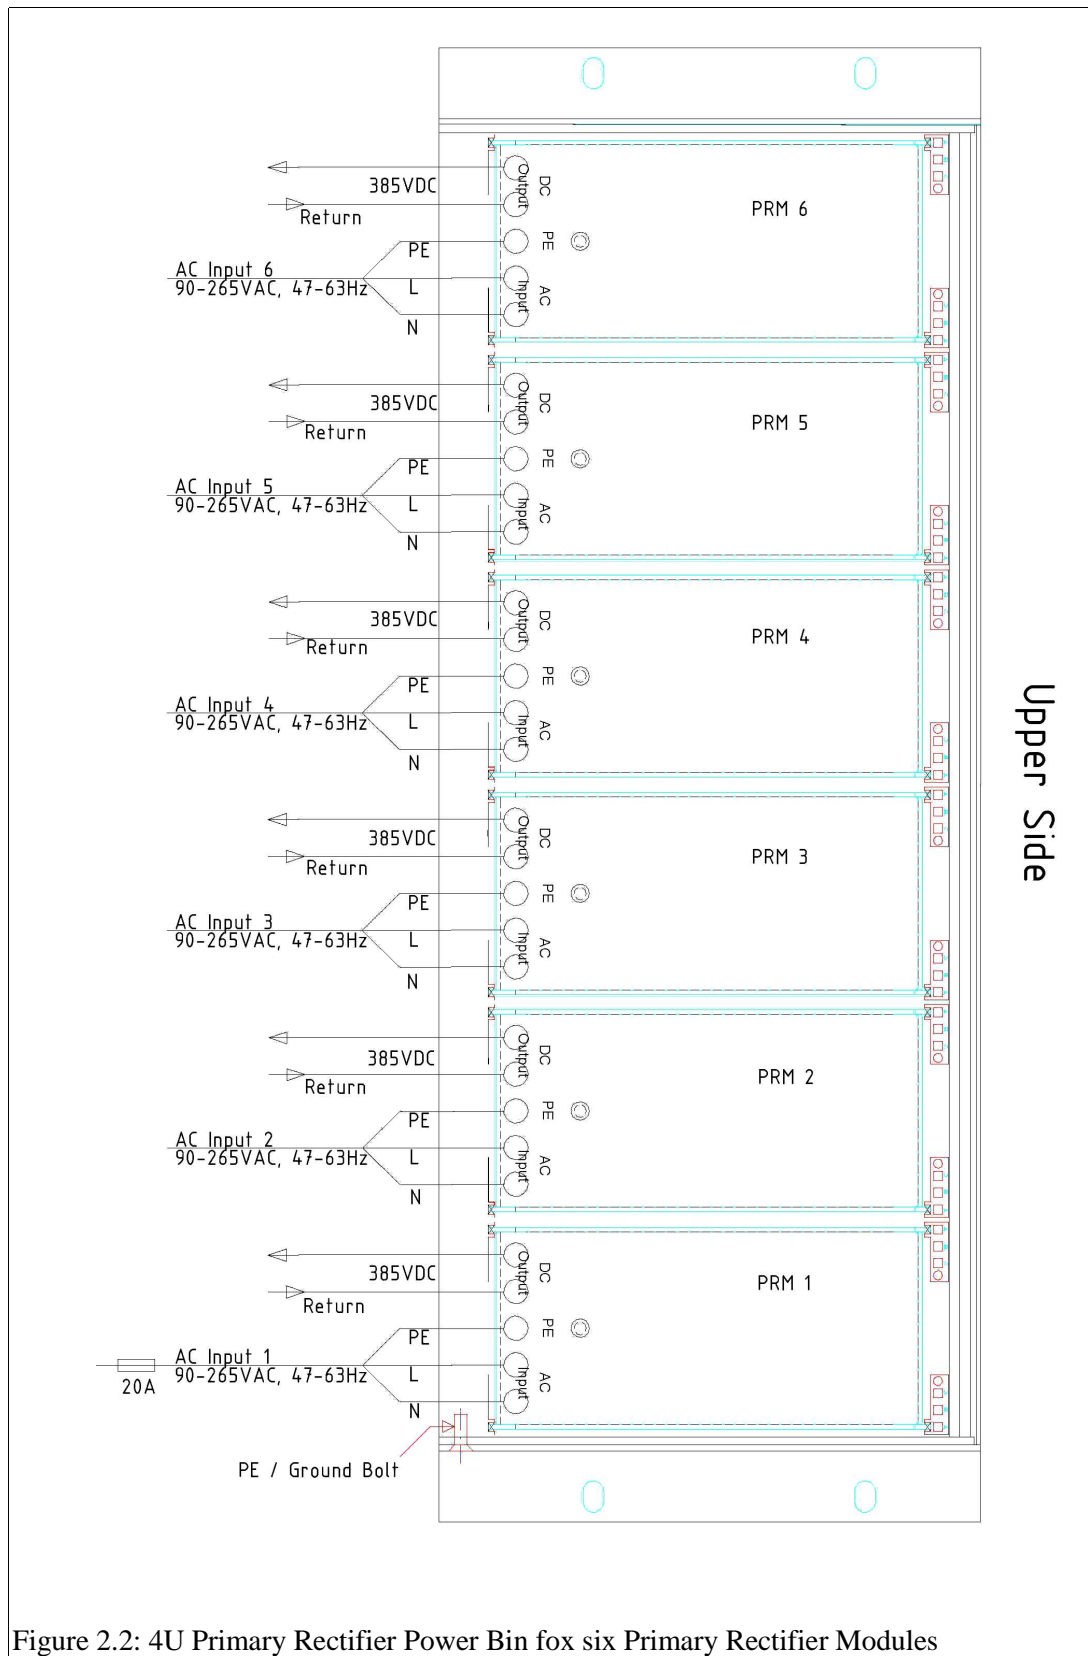 385VDC
Return
PE
AC Input 6
90-265VAC, 47-63Hz
L
N
Output
DC
PE
Input
AC
PRM 6
385VDC
Return
PE
AC Input 5
90-265VAC, 47-63Hz
L
N
Output
DC
PE
Input
AC
PRM 5
385VDC
Return
PE
AC Input 4
90-265VAC, 47-63Hz
L
N
Output
DC
PE
Input
AC
PRM 4
Upper Side
385VDC
Return
PE
AC Input 3
90-265VAC, 47-63Hz
L
N
Output
DC
PE
Input
AC
PRM 3
385VDC
Return
PE
AC Input 2
90-265VAC, 47-63Hz
L
N
Output
DC
PE
Input
AC
PRM 2
385VDC
Return
PE
AC Input 1
90-265VAC, 47-63Hz
L
N
20A
Output
DC
PE
Input
AC
PRM 1
PE / Ground Bolt
Figure 2.2: 4U Primary Rectifier Power Bin fox six Primary Rectifier Modules